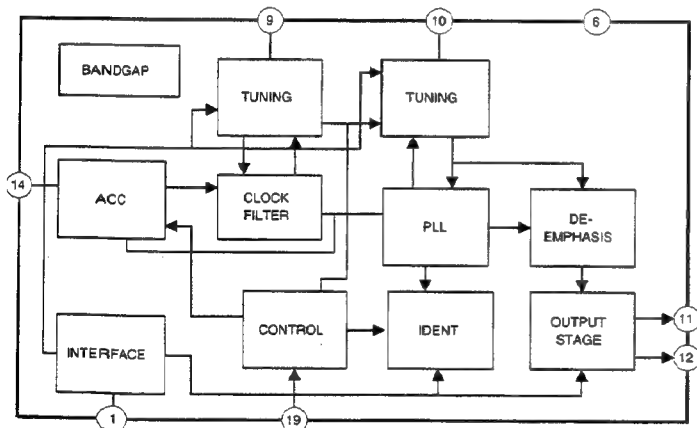 9
10
6
BANDGAP
TUNING
TUNING
14
ACC
CLOCK
FILTER
PLL
DE-
EMPHASIS
INTERFACE
CONTROL
IDENT
OUTPUT
STAGE
11
12
1
19